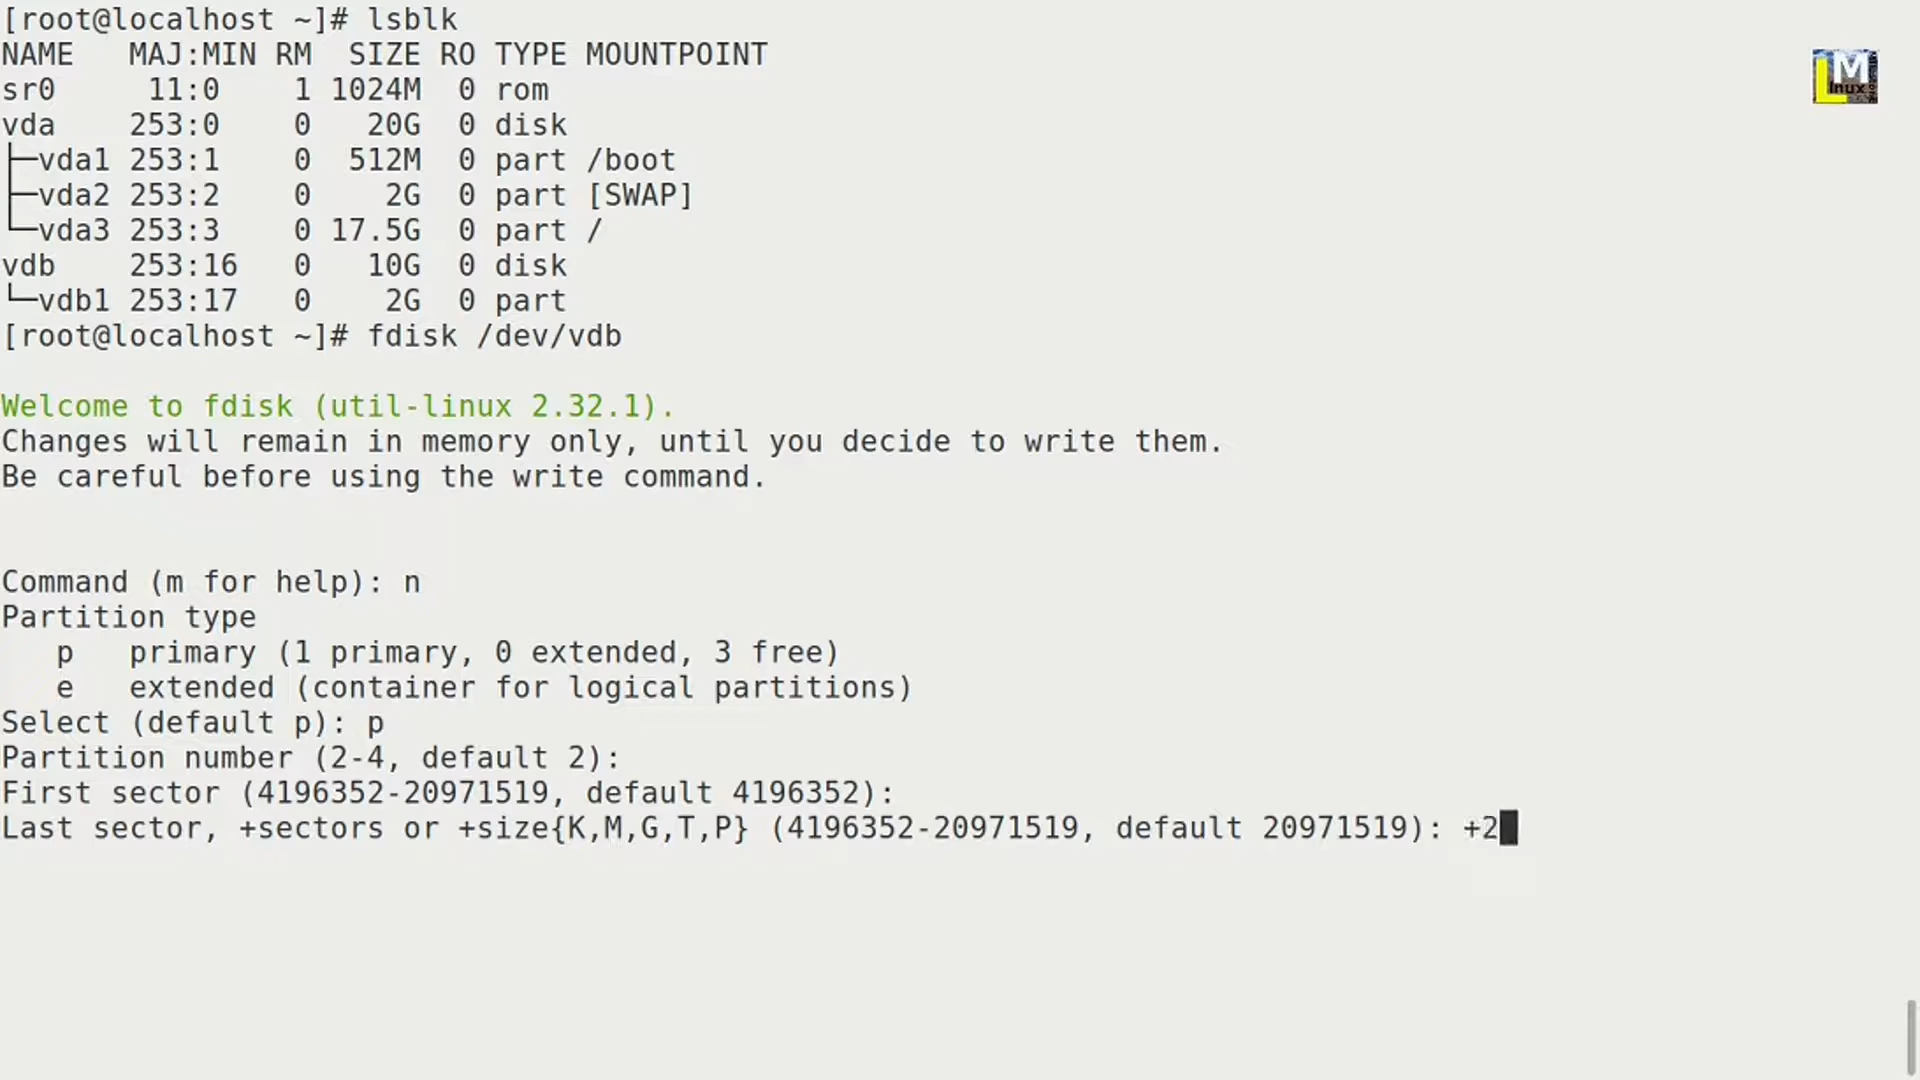 [root@localhost ~]# lsblk
NAME   MAJ:MIN RM  SIZE RO TYPE MOUNTPOINT
sr0     11:0    1 1024M  0 rom
vda    253:0    0   20G  0 disk
├─vda1 253:1    0  512M  0 part /boot
├─vda2 253:2    0    2G  0 part [SWAP]
└─vda3 253:3    0 17.5G  0 part /
vdb    253:16   0   10G  0 disk
└─vdb1 253:17   0    2G  0 part
[root@localhost ~]# fdisk /dev/vdb
Welcome to fdisk (util-linux 2.32.1).
Changes will remain in memory only, until you decide to write them.
Be careful before using the write command.
Command (m for help): n
Partition type
   p   primary (1 primary, 0 extended, 3 free)
   e   extended (container for logical partitions)
Select (default p): p
Partition number (2-4, default 2):
First sector (4196352-20971519, default 4196352):
Last sector, +sectors or +size{K,M,G,T,P} (4196352-20971519, default 20971519): +2
M
Linux